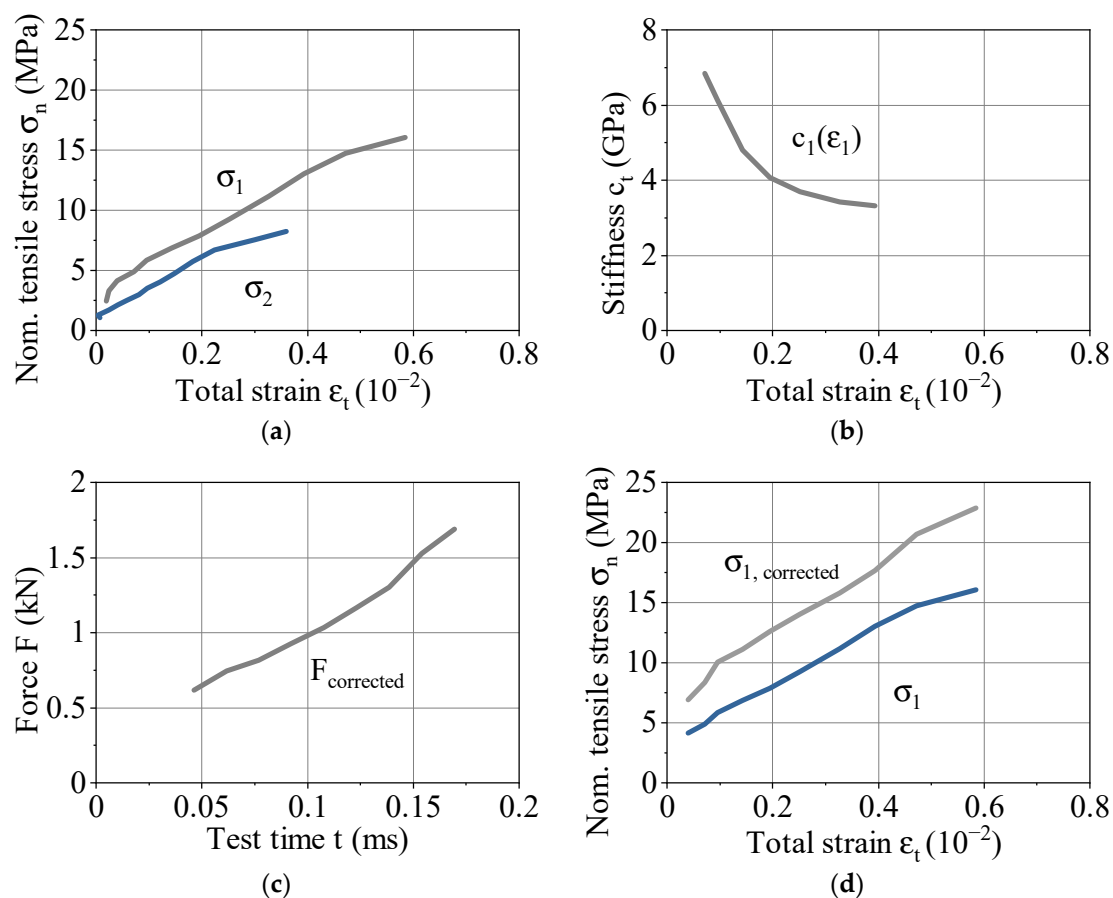 Nom. tensile stress σn (MPa)
25
20
15
10
5
0
σ1
σ2
0 0.2 0.4 0.6 0.8
Total strain εt (10−2)
(a)
Stiffness ct (GPa)
8
6
4
2
0
c1(ε1)
0 0.2 0.4 0.6 0.8
Total strain εt (10−2)
(b)
Force F (kN)
2
1.5
1
0.5
0
Fcorrected
0 0.05 0.1 0.15 0.2
Test time t (ms)
(c)
Nom. tensile stress σn (MPa)
25
20
15
10
5
0
σ1, corrected
σ1
0 0.2 0.4 0.6 0.8
Total strain εt (10−2)
(d)